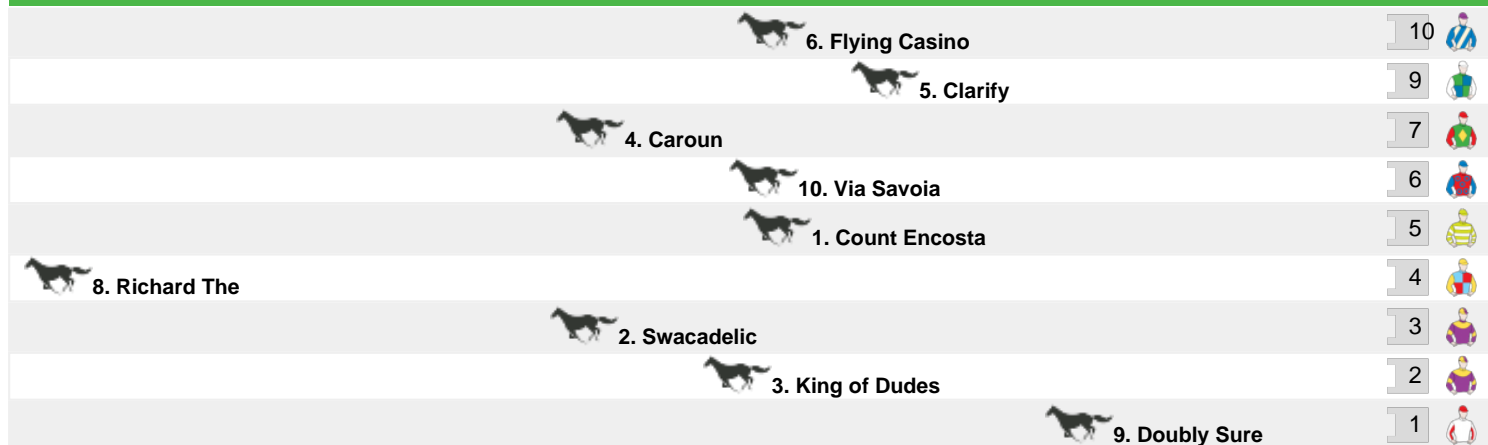 6. Flying Casino 10
5. Clarify 9
4. Caroun 7
10. Via Savoia 6
1. Count Encosta 5
8. Richard The 4
2. Swacadelic 3
3. King of Dudes 2
9. Doubly Sure 1